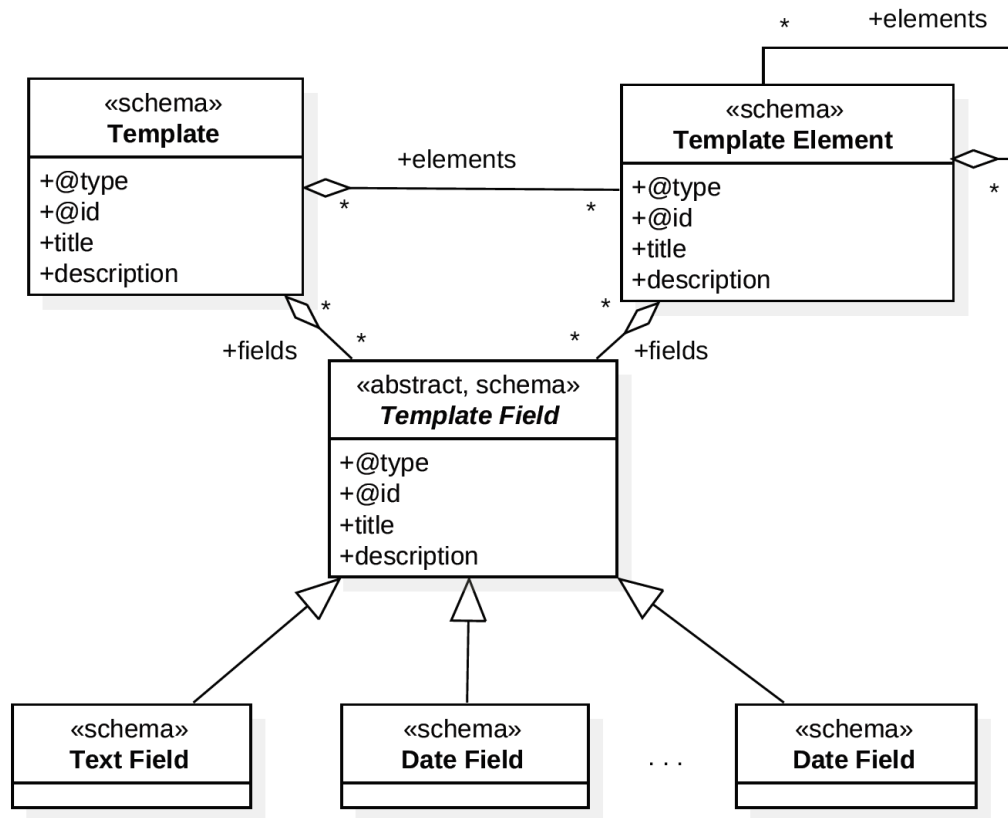 * +elements
«schema»
Template
+@type
+@id
+title
+description
+elements
* *
«schema»
Template Element
+@type
+@id
+title
+description
*
* *
+fields
* *
+fields
«abstract, schema»
Template Field
+@type
+@id
+title
+description
«schema»
Text Field
«schema»
Date Field
. . .
«schema»
Date Field